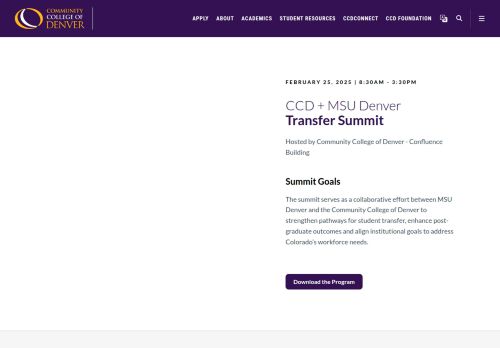 COMMUNITY
COLLEGE OF
DENVER
APPLY ABOUT ACADEMICS STUDENT RESOURCES CCDCONNECT CCD FOUNDATION
FEBRUARY 25, 2025 | 8:30AM - 3:30PM
CCD + MSU Denver
Transfer Summit
Hosted by Community College of Denver - Confluence
Building
Summit Goals
The summit serves as a collaborative effort between MSU
Denver and the Community College of Denver to
strengthen pathways for student transfer, enhance post-
graduate outcomes and align institutional goals to address
Colorado's workforce needs.
Download the Program